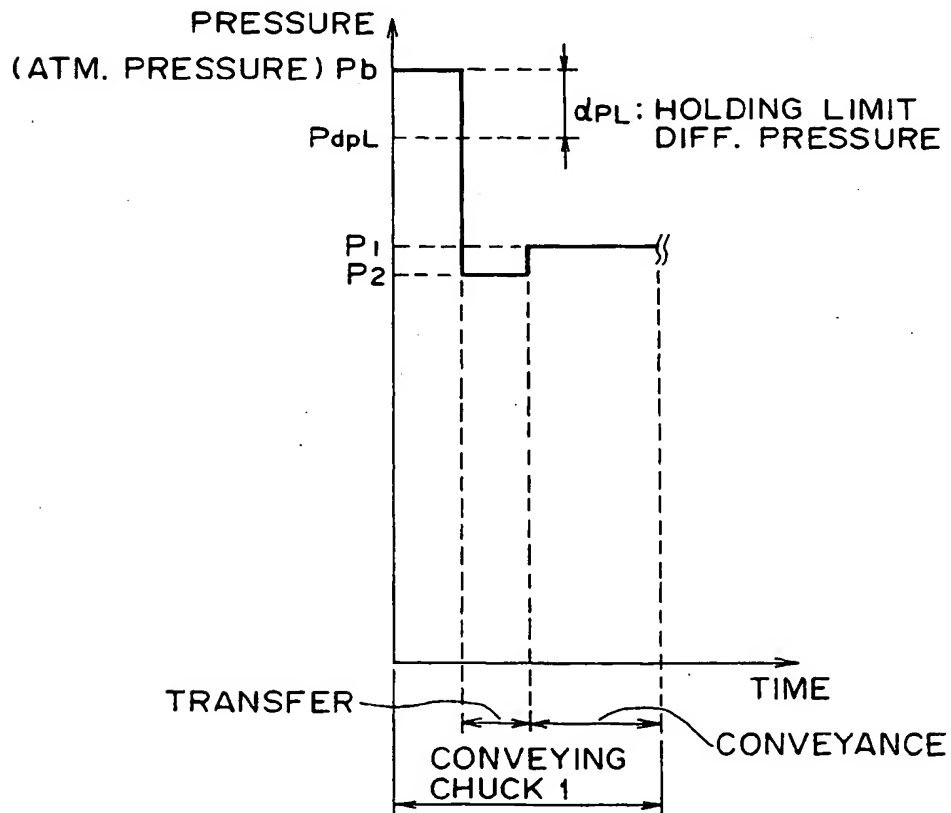 PRESSURE
(ATM. PRESSURE) Pb
dPL: HOLDING LIMIT
DIFF. PRESSURE
PdpL
P1
P2
TIME
TRANSFER
CONVEYANCE
CONVEYING
CHUCK 1